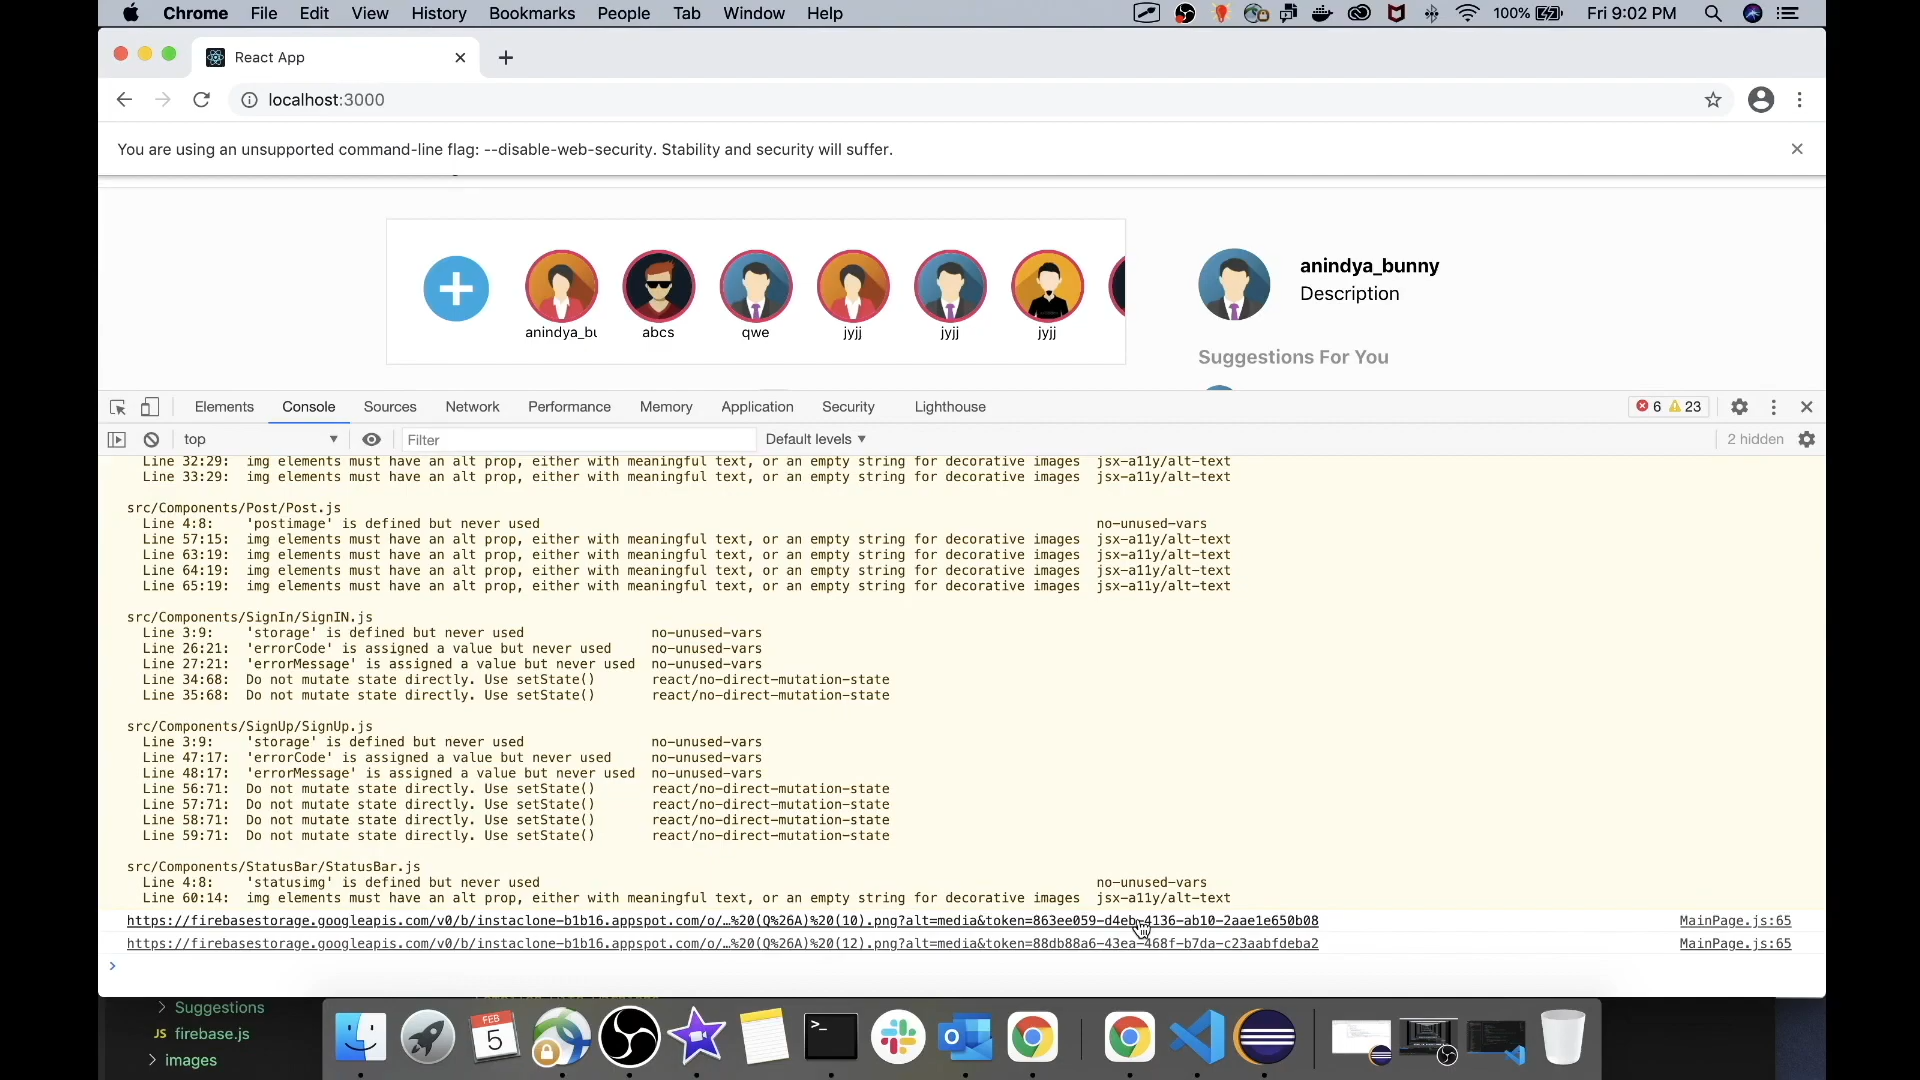 Chrome File Edit View History Bookmarks People Tab Window Help 100% Fri 9:02 PM
React App
localhost:3000
You are using an unsupported command-line flag: --disable-web-security. Stability and security will suffer.
anindya_bu abcs qwe jyjj jyjj jyjj
anindya_bunny
Description
Suggestions For You
Elements Console Sources Network Performance Memory Application Security Lighthouse 6 23
top Filter Default levels 2 hidden
Line 32:29: img elements must have an alt prop, either with meaningful text, or an empty string for decorative images jsx-a11y/alt-text
Line 33:29: img elements must have an alt prop, either with meaningful text, or an empty string for decorative images jsx-a11y/alt-text
src/Components/Post/Post.js
Line 4:8: 'postimage' is defined but never used no-unused-vars
Line 57:15: img elements must have an alt prop, either with meaningful text, or an empty string for decorative images jsx-a11y/alt-text
Line 63:19: img elements must have an alt prop, either with meaningful text, or an empty string for decorative images jsx-a11y/alt-text
Line 64:19: img elements must have an alt prop, either with meaningful text, or an empty string for decorative images jsx-a11y/alt-text
Line 65:19: img elements must have an alt prop, either with meaningful text, or an empty string for decorative images jsx-a11y/alt-text
src/Components/SignIn/SignIN.js
Line 3:9: 'storage' is defined but never used no-unused-vars
Line 26:21: 'errorCode' is assigned a value but never used no-unused-vars
Line 27:21: 'errorMessage' is assigned a value but never used no-unused-vars
Line 34:68: Do not mutate state directly. Use setState() react/no-direct-mutation-state
Line 35:68: Do not mutate state directly. Use setState() react/no-direct-mutation-state
src/Components/SignUp/SignUp.js
Line 3:9: 'storage' is defined but never used no-unused-vars
Line 47:17: 'errorCode' is assigned a value but never used no-unused-vars
Line 48:17: 'errorMessage' is assigned a value but never used no-unused-vars
Line 56:71: Do not mutate state directly. Use setState() react/no-direct-mutation-state
Line 57:71: Do not mutate state directly. Use setState() react/no-direct-mutation-state
Line 58:71: Do not mutate state directly. Use setState() react/no-direct-mutation-state
Line 59:71: Do not mutate state directly. Use setState() react/no-direct-mutation-state
src/Components/StatusBar/StatusBar.js
Line 4:8: 'statusimg' is defined but never used no-unused-vars
Line 60:14: img elements must have an alt prop, either with meaningful text, or an empty string for decorative images jsx-a11y/alt-text
https://firebasestorage.googleapis.com/v0/b/instaclone-b1b16.appspot.com/o/…%20(Q%26A)%20(10).png?alt=media&token=863ee059-d4eb-4136-ab10-2aae1e650b08 MainPage.js:65
https://firebasestorage.googleapis.com/v0/b/instaclone-b1b16.appspot.com/o/…%20(Q%26A)%20(12).png?alt=media&token=88db88a6-43ea-468f-b7da-c23aabfdeba2 MainPage.js:65
Suggestions
JS firebase.js
images
FEB
5